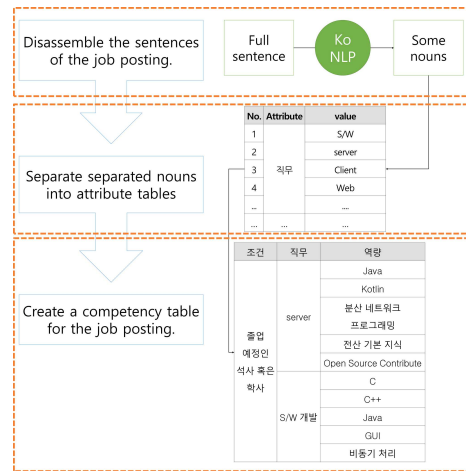 Disassemble the sentences
of the job posting.
Full
sentence
Ko
NLP
Some
nouns
Separate separated nouns
into attribute tables
No. Attribute value
1 S/W
2 server
3 직무 Client
4 Web
... ....
... ... ...
Create a competency table
for the job posting.
조건 직무 역량
졸업
예정인
석사 혹은
학사
server
Java
Kotlin
분산 네트워크
프로그래밍
전산 기본 지식
Open Source Contribute
S/W 개발
C
C++
Java
GUI
비동기 처리